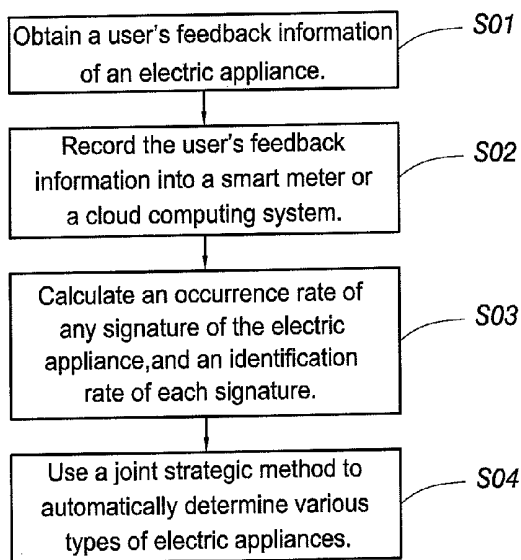 Obtain a user's feedback information
of an electric appliance.
S01
Record the user's feedback
information into a smart meter or
a cloud computing system.
S02
Calculate an occurrence rate of
any signature of the electric
appliance,and an identification
rate of each signature.
S03
Use a joint strategic method to
automatically determine various
types of electric appliances.
S04